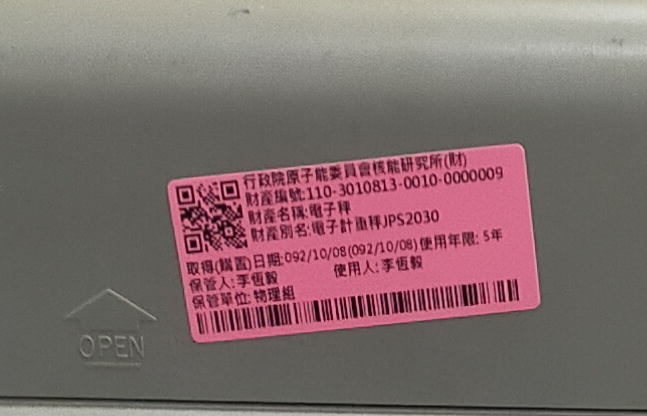 行政院原子能委員會核能研究所(財)
財產編號:110-3010813-0010-0000009
財產名稱:電子秤
財產別名:電子計重秤JPS2030
取得(購置)日期:092/10/08(092/10/08)使用年限: 5年
保管人:李恆毅 使用人:李恆毅
保管單位:物理組
OPEN